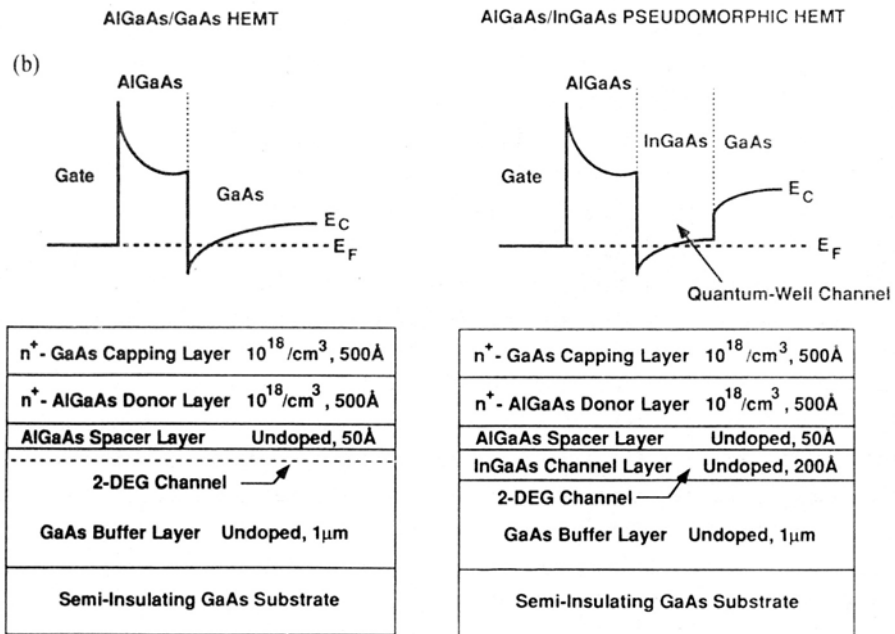 AlGaAs/GaAs HEMT
AlGaAs/InGaAs PSEUDOMORPHIC HEMT
(b)
AlGaAs
Gate
GaAs
E_C
E_F
AlGaAs
InGaAs
GaAs
Gate
E_C
E_F
Quantum-Well Channel
n⁺- GaAs Capping Layer 10¹⁸/cm³, 500Å
n⁺- AlGaAs Donor Layer 10¹⁸/cm³, 500Å
AlGaAs Spacer Layer Undoped, 50Å
2-DEG Channel
GaAs Buffer Layer Undoped, 1μm
Semi-Insulating GaAs Substrate
n⁺- GaAs Capping Layer 10¹⁸/cm³, 500Å
n⁺- AlGaAs Donor Layer 10¹⁸/cm³, 500Å
AlGaAs Spacer Layer Undoped, 50Å
InGaAs Channel Layer Undoped, 200Å
2-DEG Channel
GaAs Buffer Layer Undoped, 1μm
Semi-Insulating GaAs Substrate